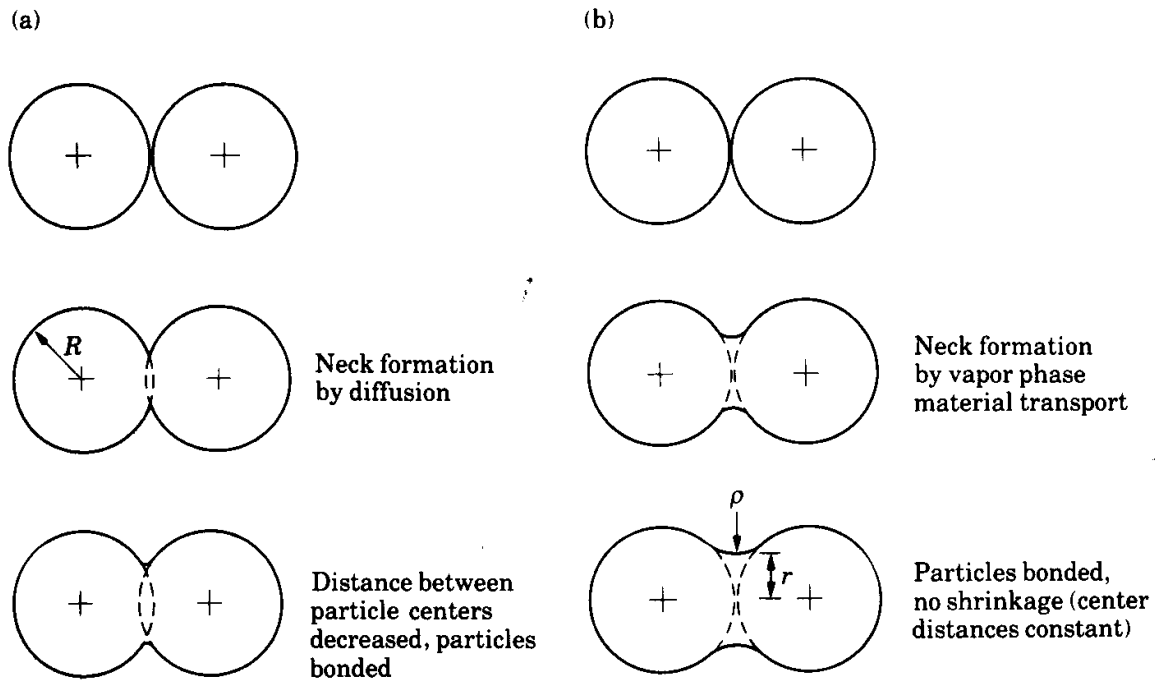 (a)
R
Neck formation
by diffusion
Distance between
particle centers
decreased, particles
bonded
(b)
Neck formation
by vapor phase
material transport
ρ
r
Particles bonded,
no shrinkage (center
distances constant)